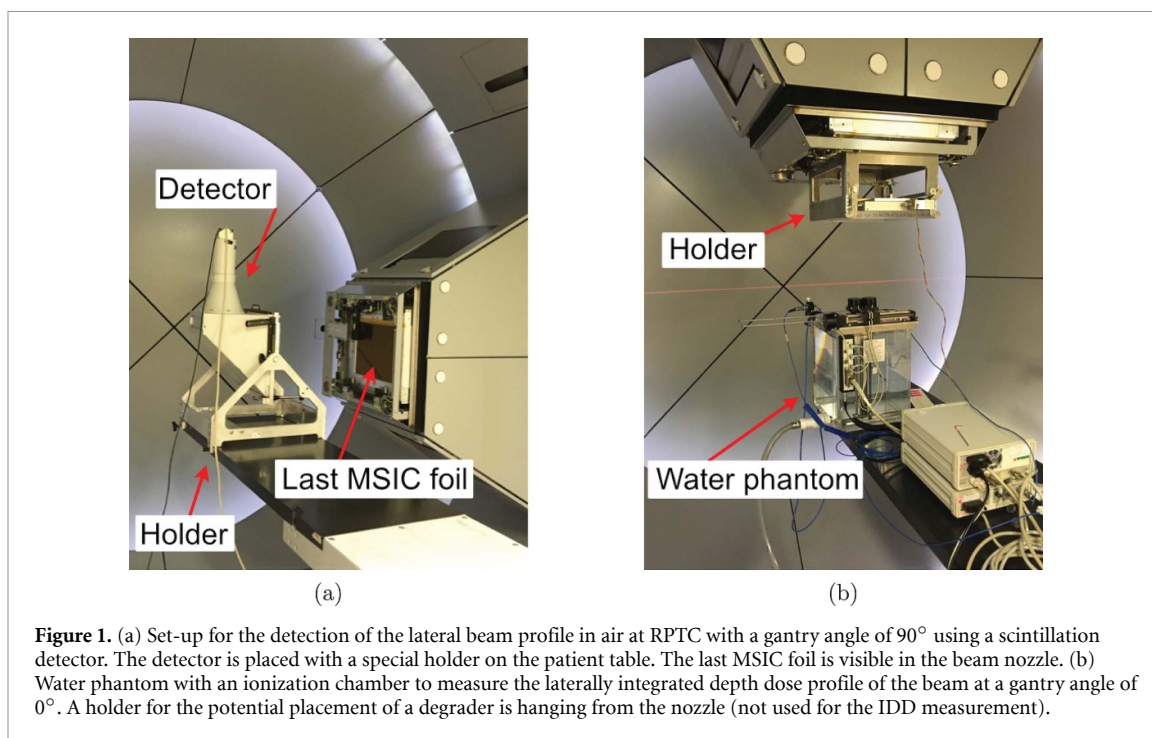 Detector
Last MSIC foil
Holder
(a)
Holder
Water phantom
(b)
Figure 1. (a) Set-up for the detection of the lateral beam profile in air at RPTC with a gantry angle of 90° using a scintillation
detector. The detector is placed with a special holder on the patient table. The last MSIC foil is visible in the beam nozzle. (b)
Water phantom with an ionization chamber to measure the laterally integrated depth dose profile of the beam at a gantry angle of
0°. A holder for the potential placement of a degrader is hanging from the nozzle (not used for the IDD measurement).